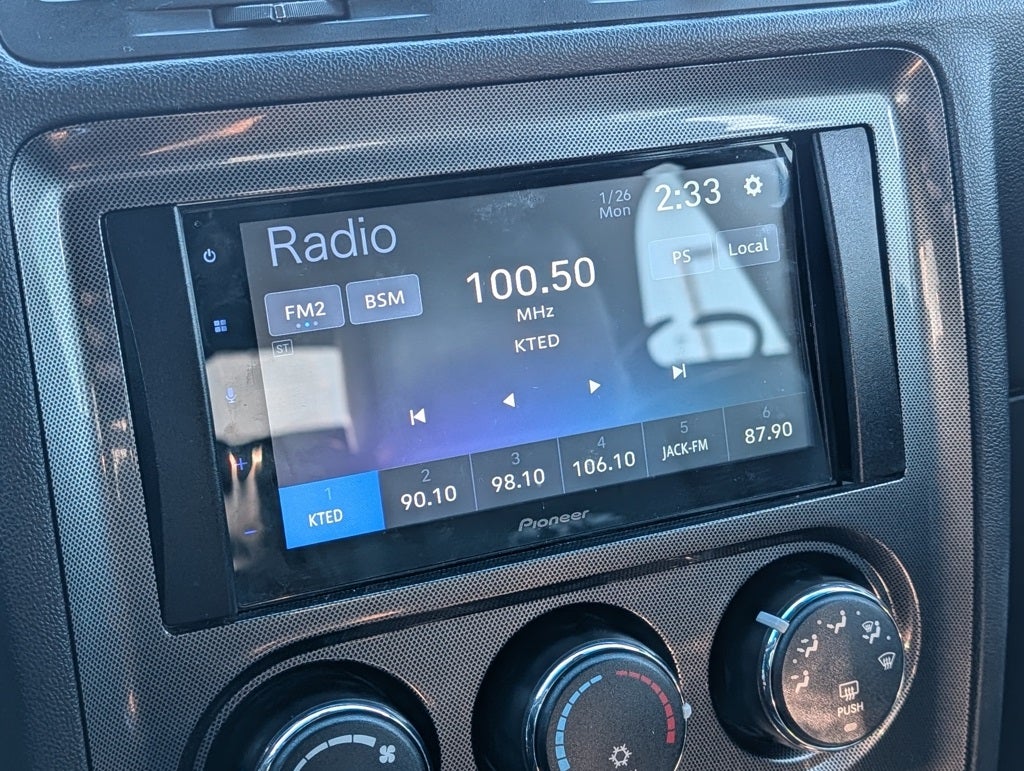 1/26
Mon
2:33
Radio
PS
Local
FM2
BSM
100.50
MHz
KTED
ST
1
KTED
2
90.10
3
98.10
4
106.10
5
JACK-FM
6
87.90
Pioneer
PUSH